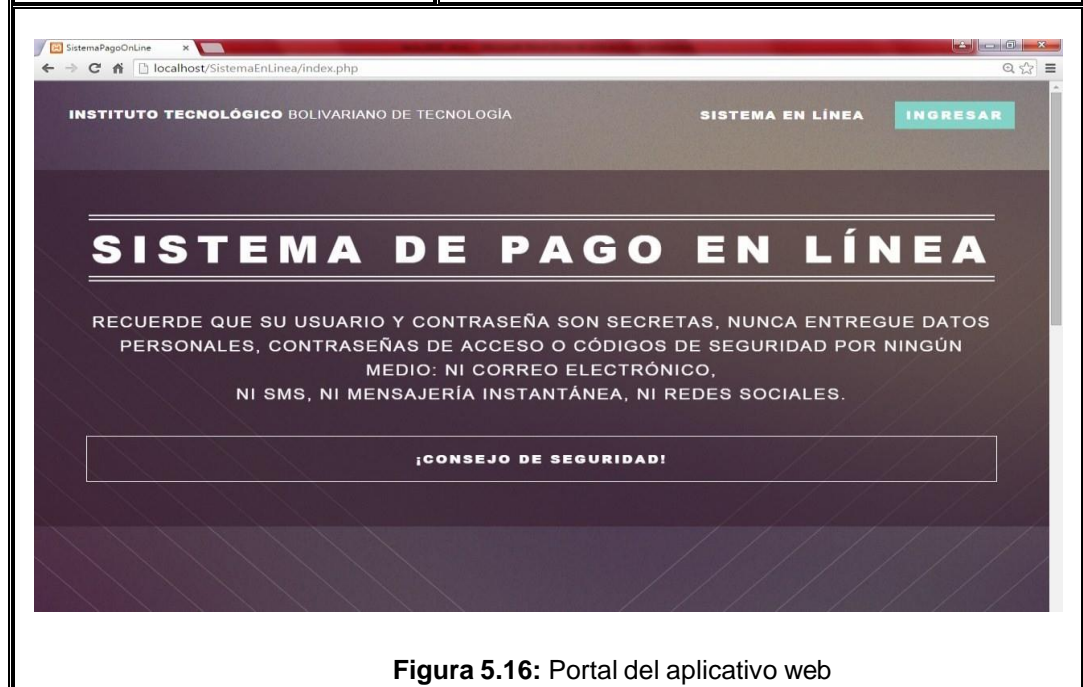 SistemaPagoOnLine
localhost/SistemaEnLinea/index.php
INSTITUTO TECNOLÓGICO BOLIVARIANO DE TECNOLOGÍA
SISTEMA EN LÍNEA
INGRESAR
SISTEMA DE PAGO EN LÍNEA
RECUERDE QUE SU USUARIO Y CONTRASEÑA SON SECRETAS, NUNCA ENTREGUE DATOS
PERSONALES, CONTRASEÑAS DE ACCESO O CÓDIGOS DE SEGURIDAD POR NINGÚN
MEDIO: NI CORREO ELECTRÓNICO,
NI SMS, NI MENSAJERÍA INSTANTÁNEA, NI REDES SOCIALES.
¡CONSEJO DE SEGURIDAD!
Figura 5.16: Portal del aplicativo web